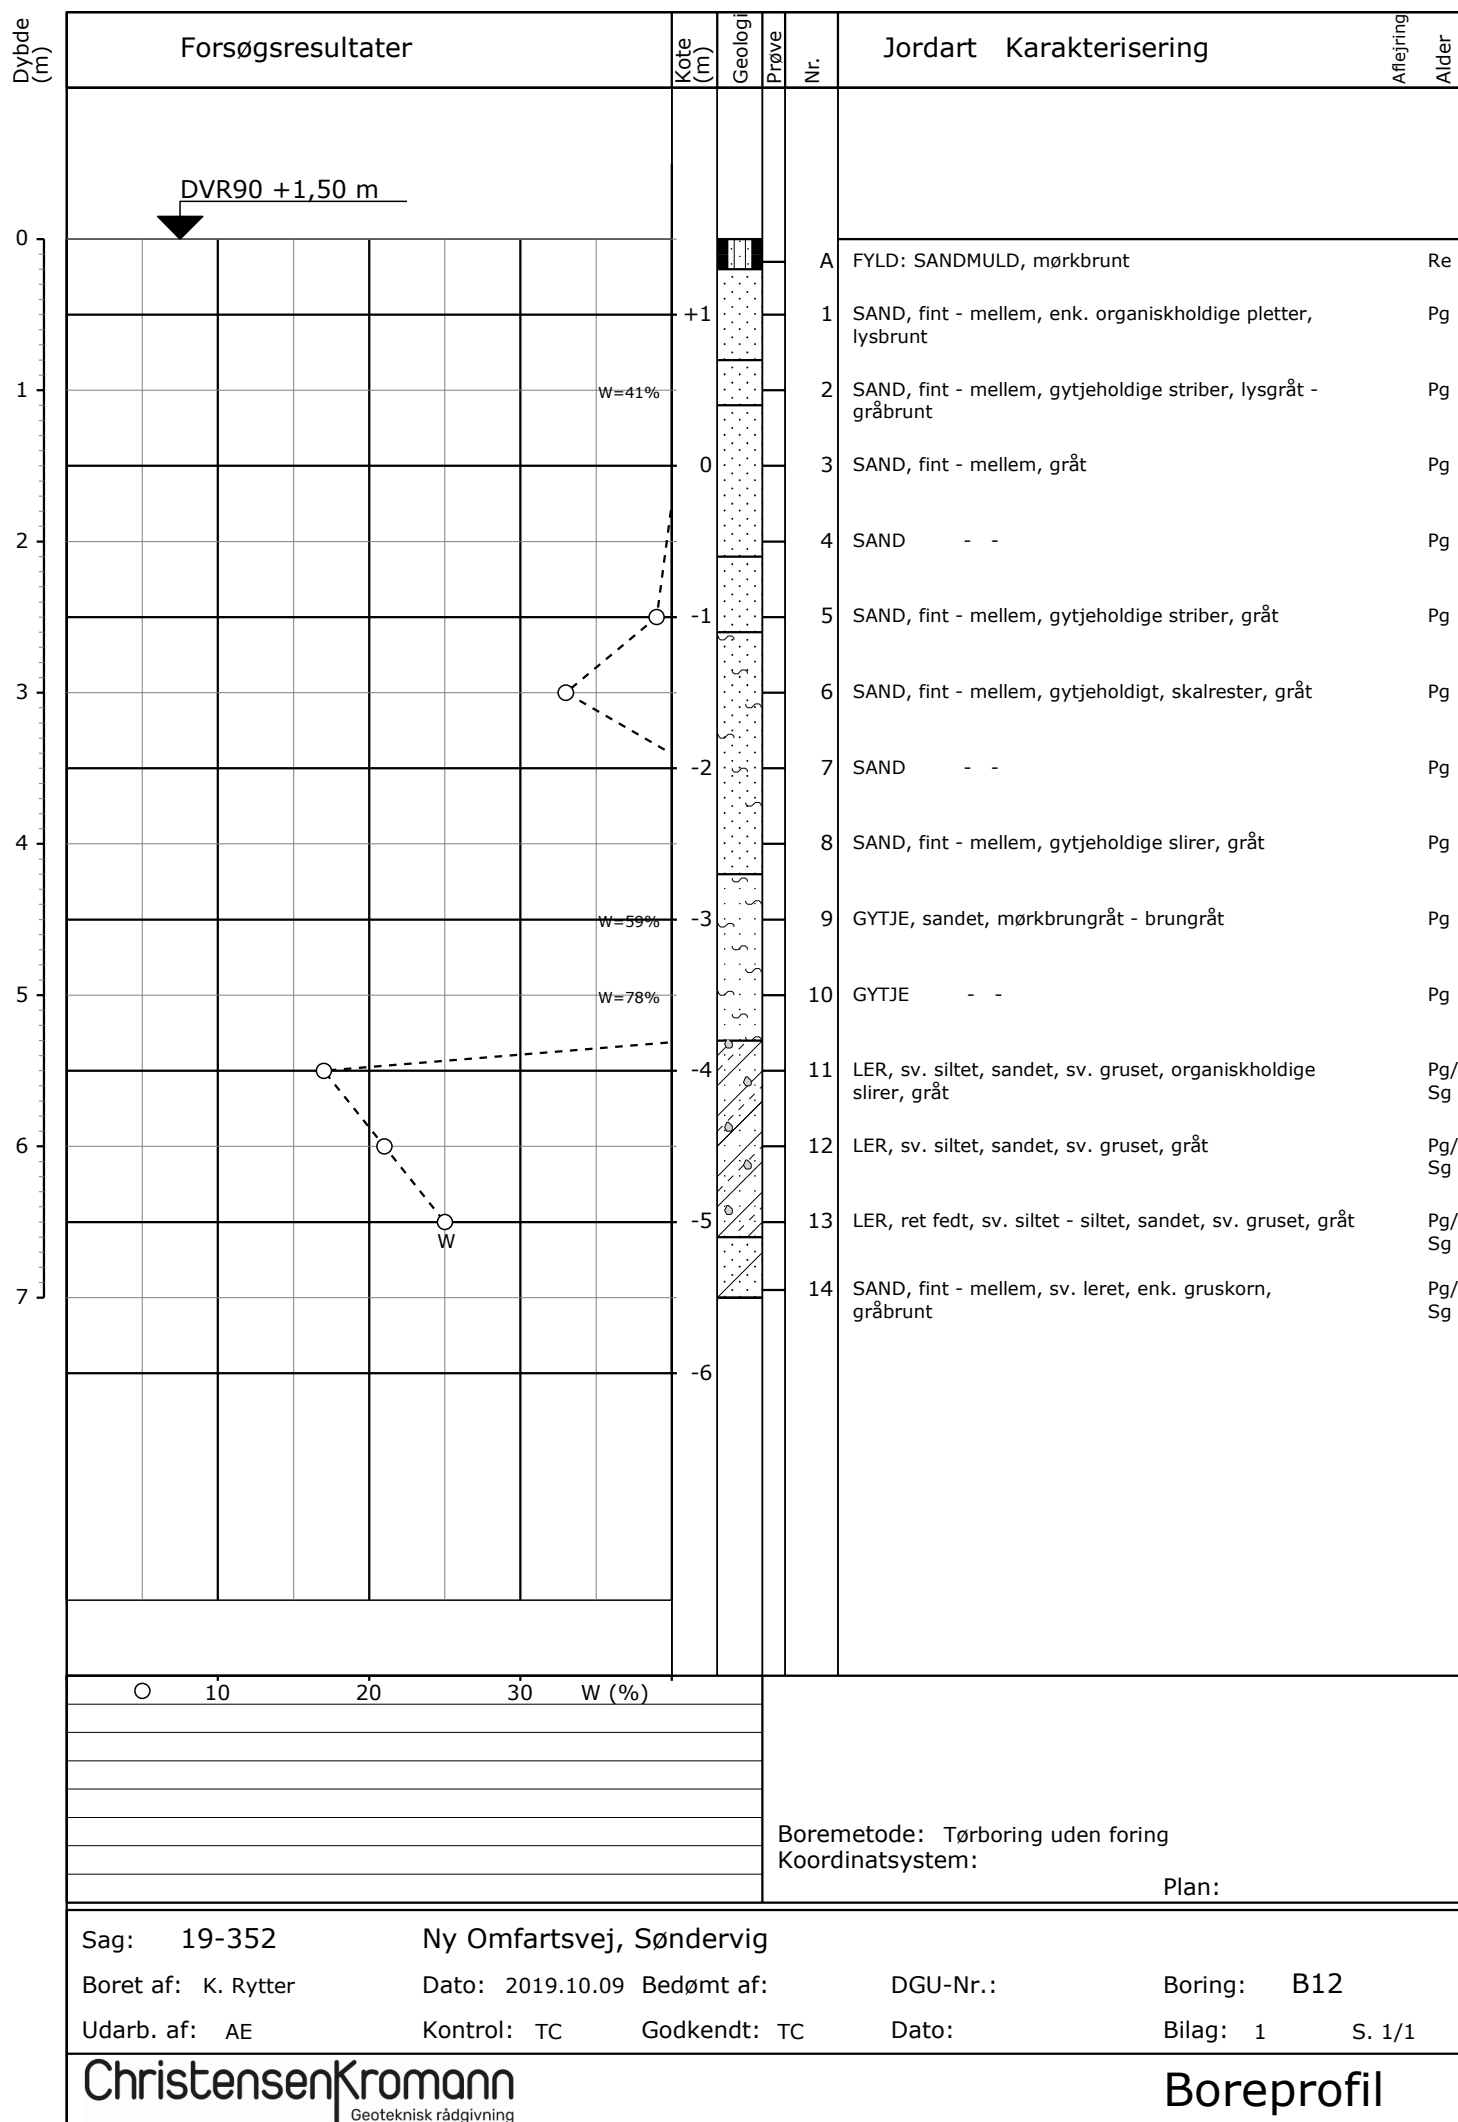 Dybde (m)
Forsøgsresultater
Kote (m)
Geologi
Prøve
Nr.
Jordart Karakterisering
Aflejring
Alder
DVR90 +1,50 m
0
A FYLD: SANDMULD, mørkbrunt Re
+1 1 SAND, fint - mellem, enk. organiskholdige pletter, Pg
lysbrunt
1 W=41% 2 SAND, fint - mellem, gytjeholdige striber, lysgråt - Pg
gråbrunt
0 3 SAND, fint - mellem, gråt Pg
2 4 SAND - - Pg
-1 5 SAND, fint - mellem, gytjeholdige striber, gråt Pg
3 6 SAND, fint - mellem, gytjeholdigt, skalrester, gråt Pg
-2 7 SAND - - Pg
4 8 SAND, fint - mellem, gytjeholdige slirer, gråt Pg
W=59% -3 9 GYTJE, sandet, mørkbrungråt - brungråt Pg
5 W=78% 10 GYTJE - - Pg
-4 11 LER, sv. siltet, sandet, sv. gruset, organiskholdige Pg/
slirer, gråt Sg
6 12 LER, sv. siltet, sandet, sv. gruset, gråt Pg/
Sg
-5 13 LER, ret fedt, sv. siltet - siltet, sandet, sv. gruset, gråt Pg/
W Sg
7 14 SAND, fint - mellem, sv. leret, enk. gruskorn, Pg/
gråbrunt Sg
-6
10 20 30 W (%)
Boremetode: Tørboring uden foring
Koordinatsystem:
Plan:
Sag: 19-352 Ny Omfartsvej, Søndervig
Boret af: K. Rytter Dato: 2019.10.09 Bedømt af: DGU-Nr.: Boring: B12
Udarb. af: AE Kontrol: TC Godkendt: TC Dato: Bilag: 1 S. 1/1
ChristensenKromann
Geoteknisk rådgivning
Boreprofil